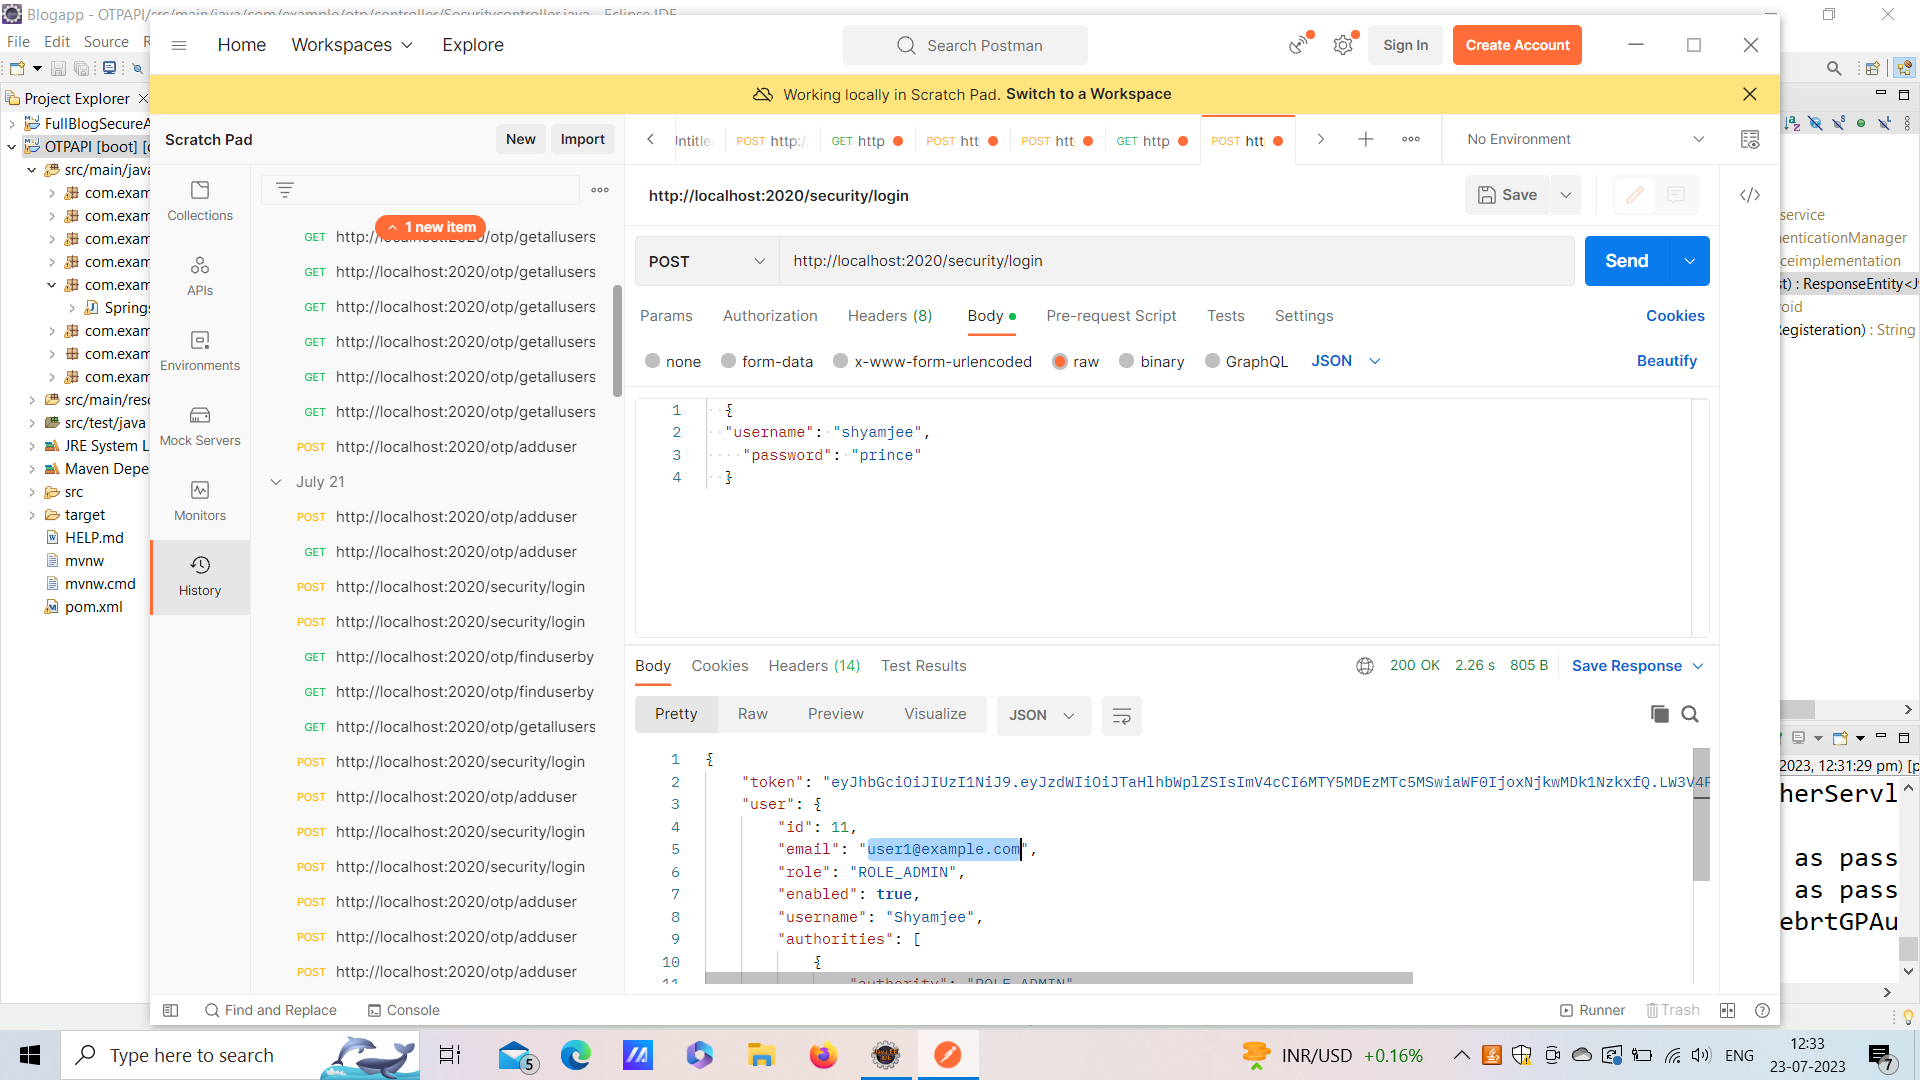 Blogapp - OTPAPI/src/main/java/com/example/otp/controller/Securitycontroller.java - Eclipse IDE
File Edit Source
Home Workspaces Explore
Search Postman
Sign In
Create Account
Working locally in Scratch Pad. Switch to a Workspace
Project Explorer
FullBlogSecureA
OTPAPI [boot] [
src/main/java
com.exam
com.exam
com.exam
com.exam
com.exam
Spring
com.exam
com.exam
com.exam
src/main/res
src/test/java
JRE System L
Maven Depe
src
target
HELP.md
mvnw
mvnw.cmd
pom.xml
Scratch Pad
New
Import
Collections
APIs
Environments
Mock Servers
Monitors
History
1 new item
GET http://localhost:2020/otp/getallusers
GET http://localhost:2020/otp/getallusers
GET http://localhost:2020/otp/getallusers
GET http://localhost:2020/otp/getallusers
GET http://localhost:2020/otp/getallusers
GET http://localhost:2020/otp/getallusers
POST http://localhost:2020/otp/adduser
July 21
POST http://localhost:2020/otp/adduser
GET http://localhost:2020/otp/adduser
POST http://localhost:2020/security/login
POST http://localhost:2020/security/login
GET http://localhost:2020/otp/finduserby
GET http://localhost:2020/otp/finduserby
GET http://localhost:2020/otp/getallusers
POST http://localhost:2020/security/login
POST http://localhost:2020/otp/adduser
POST http://localhost:2020/security/login
POST http://localhost:2020/security/login
POST http://localhost:2020/otp/adduser
POST http://localhost:2020/otp/adduser
POST http://localhost:2020/otp/adduser
Untitle POST http:/ GET http POST htt POST htt GET http POST htt
No Environment
http://localhost:2020/security/login
Save
POST
http://localhost:2020/security/login
Send
Params Authorization Headers (8) Body Pre-request Script Tests Settings Cookies
none form-data x-www-form-urlencoded raw binary GraphQL JSON Beautify
1 {
2 "username": "shyamjee",
3 "password": "prince"
4 }
Body Cookies Headers (14) Test Results
200 OK 2.26 s 805 B Save Response
Pretty Raw Preview Visualize JSON
1 {
2 "token": "eyJhbGciOiJIUzI1NiJ9.eyJzdWIiOiJTaHlhbWplZSIsImV4cCI6MTY5MDEzMTc5MSwiaWF0IjoxNjkwMDk1NzkxfQ.LW3V4F
3 "user": {
4 "id": 11,
5 "email": "user1@example.com",
6 "role": "ROLE_ADMIN",
7 "enabled": true,
8 "username": "Shyamjee",
9 "authorities": [
10 {
11 "authority": "ROLE_ADMIN"
service
enticationManager
ceimplementation
st) : ResponseEntity<J
oid
Registeration) : String
2023, 12:31:29 pm) [p
herServl
as pass
as pass
ebrtGPAu
Find and Replace
Console
Runner
Trash
Type here to search
5
INR/USD +0.16%
ENG
12:33
23-07-2023
7